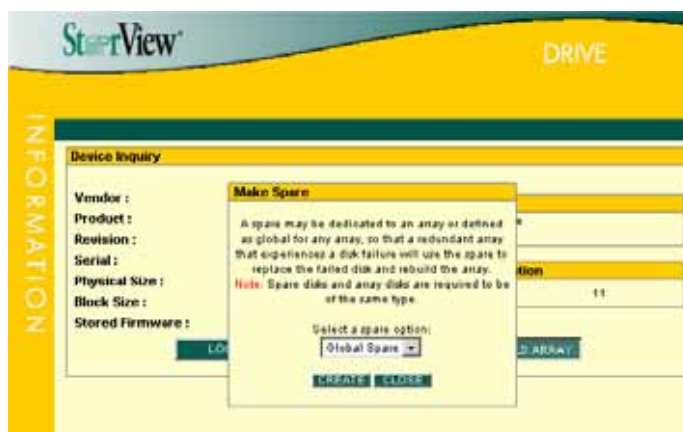 StorView
DRIVE
INFORMATION
Device Inquiry
Vendor :
Product :
Revision :
Serial :
Physical Size :
Block Size :
Stored Firmware :
Make Spare
A spare may be dedicated to an array or defined
as global for any array, so that a redundant array
that experiences a disk failure will use the spare to
replace the failed disk and rebuild the array.
Note: Spare disks and array disks are required to be
of the same type.
Select a spare option:
Global Spare
CREATE CLOSE
11
ARRAY